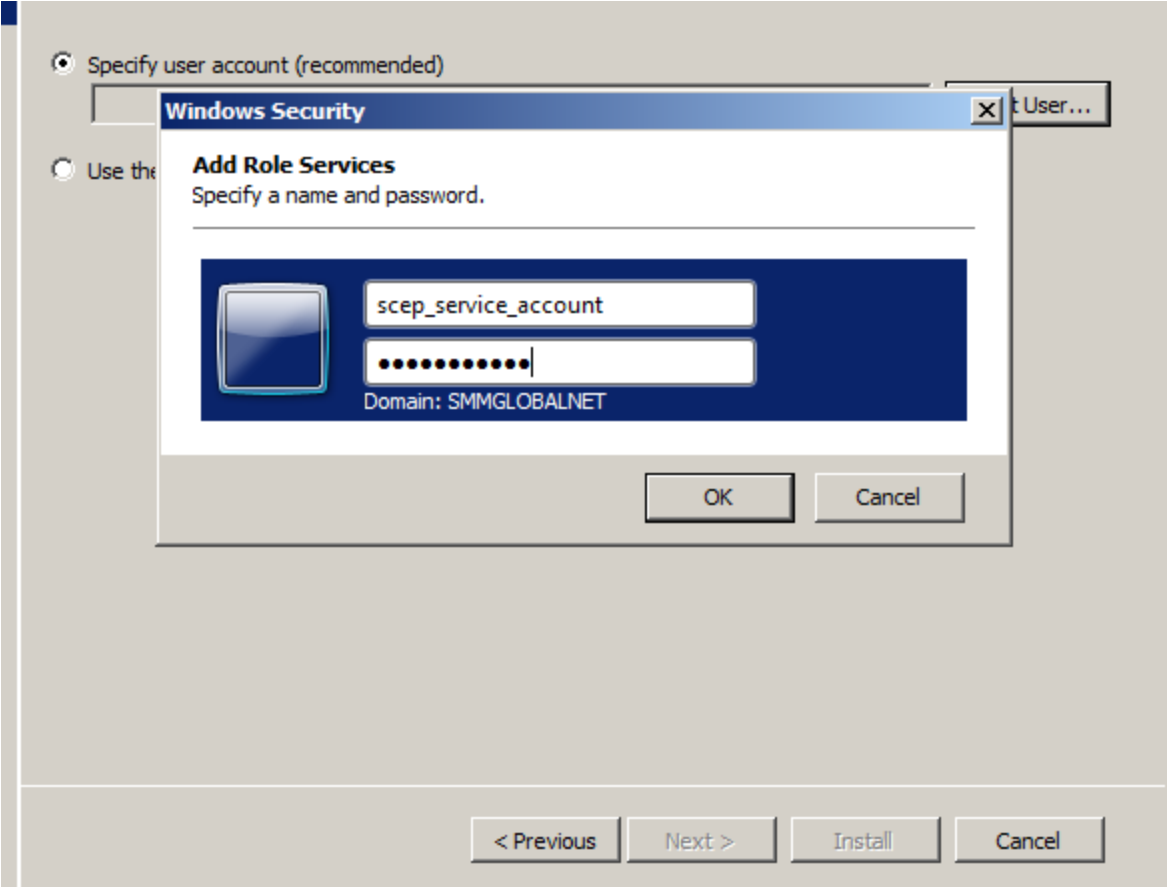 Specify user account (recommended)
Windows Security
User...
Use the
Add Role Services
Specify a name and password.
scep_service_account
●●●●●●●●●●●
Domain: SMMGLOBALNET
OK
Cancel
< Previous
Next >
Install
Cancel